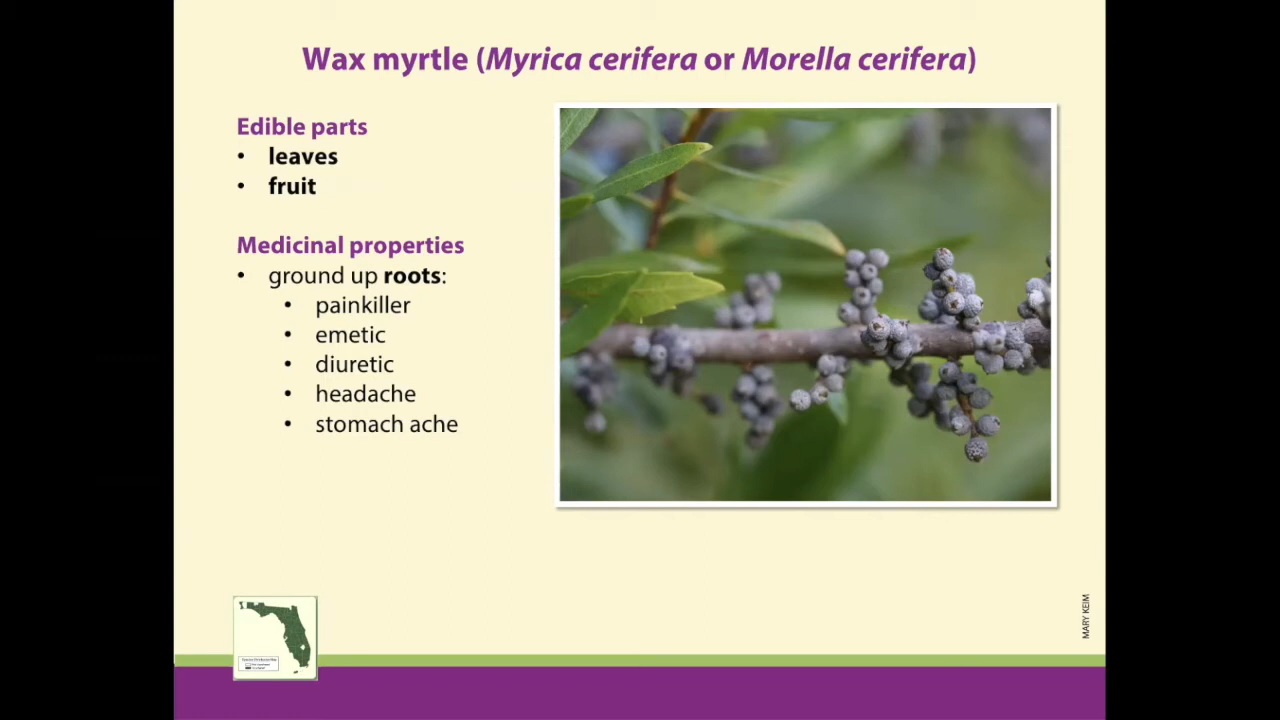 Wax myrtle (Myrica cerifera or Morella cerifera)
Edible parts
• leaves
• fruit
Medicinal properties
• ground up roots:
• painkiller
• emetic
• diuretic
• headache
• stomach ache
MARY KEIM